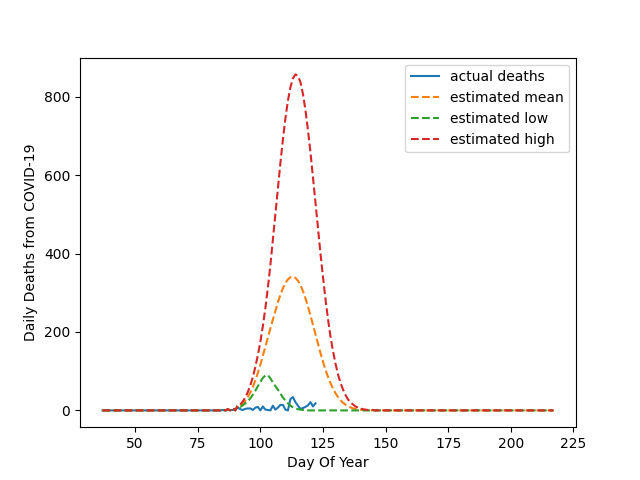 actual deaths
estimated mean
estimated low
estimated high
Daily Deaths from COVID-19
800
600
400
200
0
50 75 100 125 150 175 200 225
Day Of Year